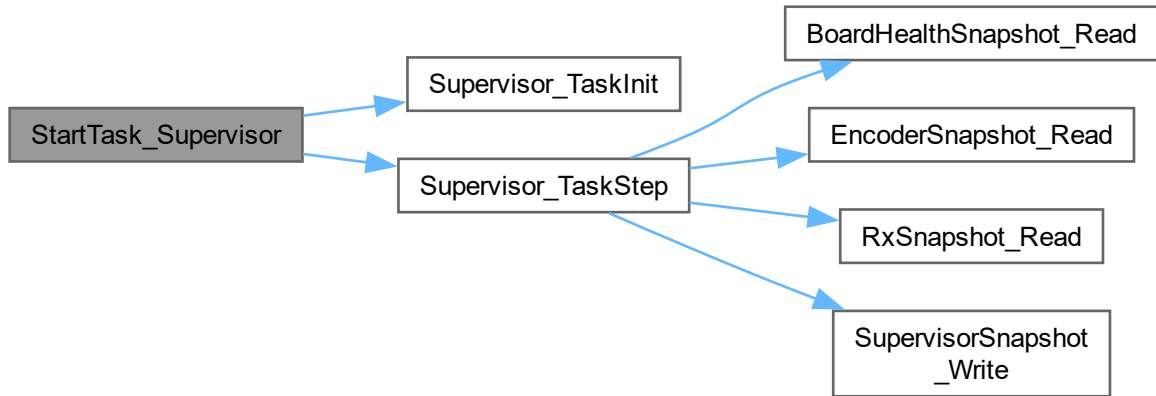 StartTask_Supervisor
Supervisor_TaskInit
Supervisor_TaskStep
BoardHealthSnapshot_Read
EncoderSnapshot_Read
RxSnapshot_Read
SupervisorSnapshot
_Write